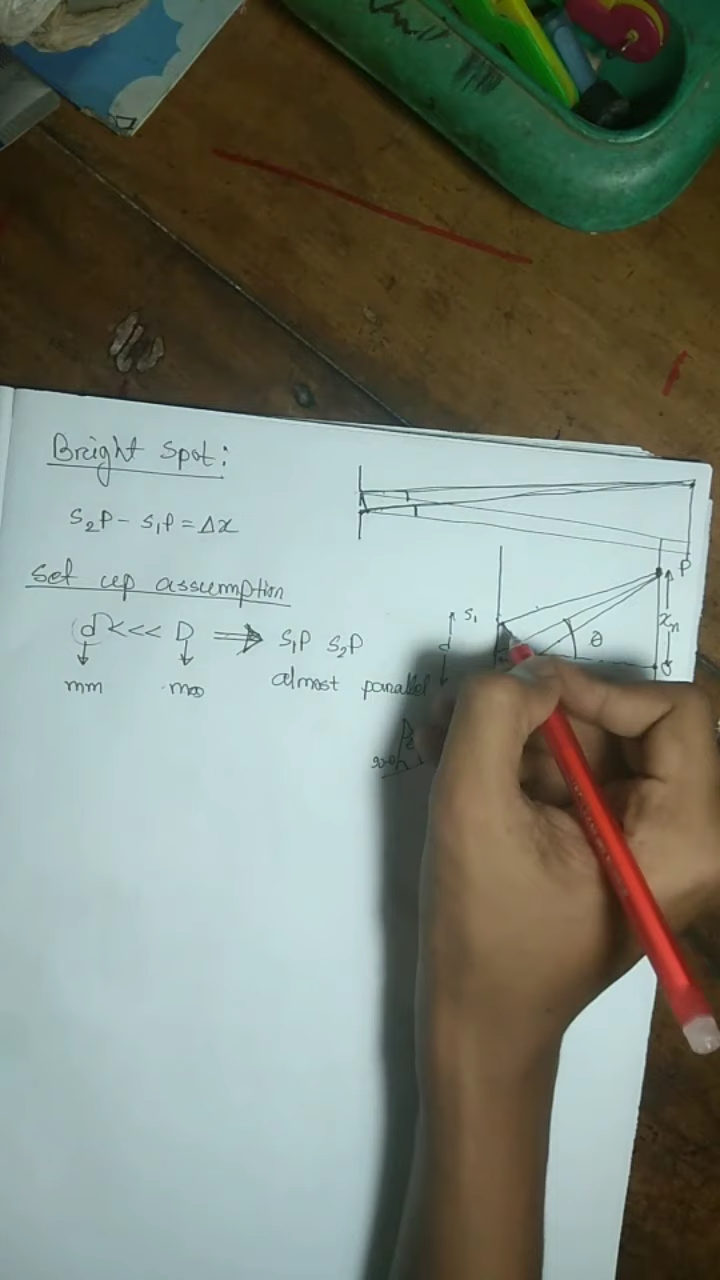 Bright Spot:
S₂P - S₁P = Δx
Set up assumption
d <<< D ⇒ S₁P S₂P
mm
almost parallel
P
S₁
xₙ
θ
d
O